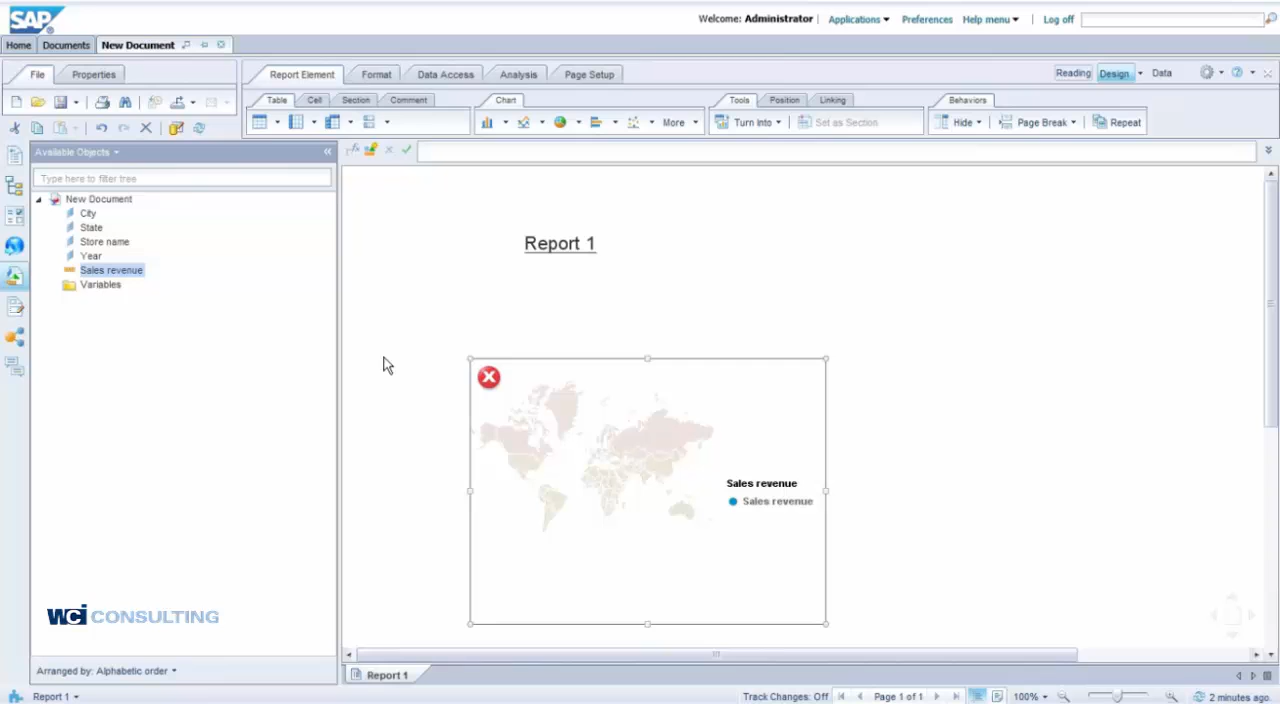 SAP
Welcome: Administrator
Applications
Preferences
Help menu
Log off
Home
Documents
New Document
File
Properties
Report Element
Format
Data Access
Analysis
Page Setup
Reading
Design
Data
Table
Cell
Section
Comment
Chart
Tools
Position
Linking
Behaviors
More
Turn Into
Set as Section
Hide
Page Break
Repeat
Available Objects
Type here to filter tree
New Document
City
State
Store name
Year
Sales revenue
Variables
Report 1
Sales revenue
Sales revenue
WCI CONSULTING
Arranged by: Alphabetic order
Report 1
Report 1
Track Changes: Off
Page 1 of 1
100%
2 minutes ago